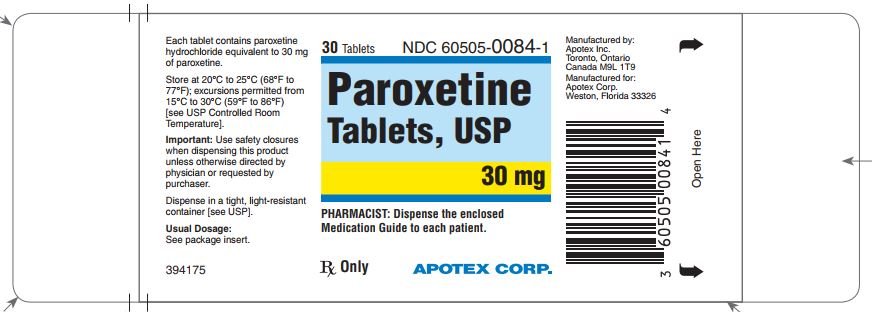 Each tablet contains paroxetine
hydrochloride equivalent to 30 mg
of paroxetine.
Store at 20°C to 25°C (68°F to
77°F); excursions permitted from
15°C to 30°C (59°F to 86°F)
[see USP Controlled Room
Temperature].
Important: Use safety closures
when dispensing this product
unless otherwise directed by
physician or requested by
purchaser.
Dispense in a tight, light-resistant
container [see USP].
Usual Dosage:
See package insert.
394175
30 Tablets NDC 60505-0084-1
Paroxetine
Tablets, USP
30 mg
PHARMACIST: Dispense the enclosed
Medication Guide to each patient.
Rx Only
APOTEX CORP.
Manufactured by:
Apotex Inc.
Toronto, Ontario
Canada M9L 1T9
Manufactured for:
Apotex Corp.
Weston, Florida 33326
3 60505 00841 4
Open Here